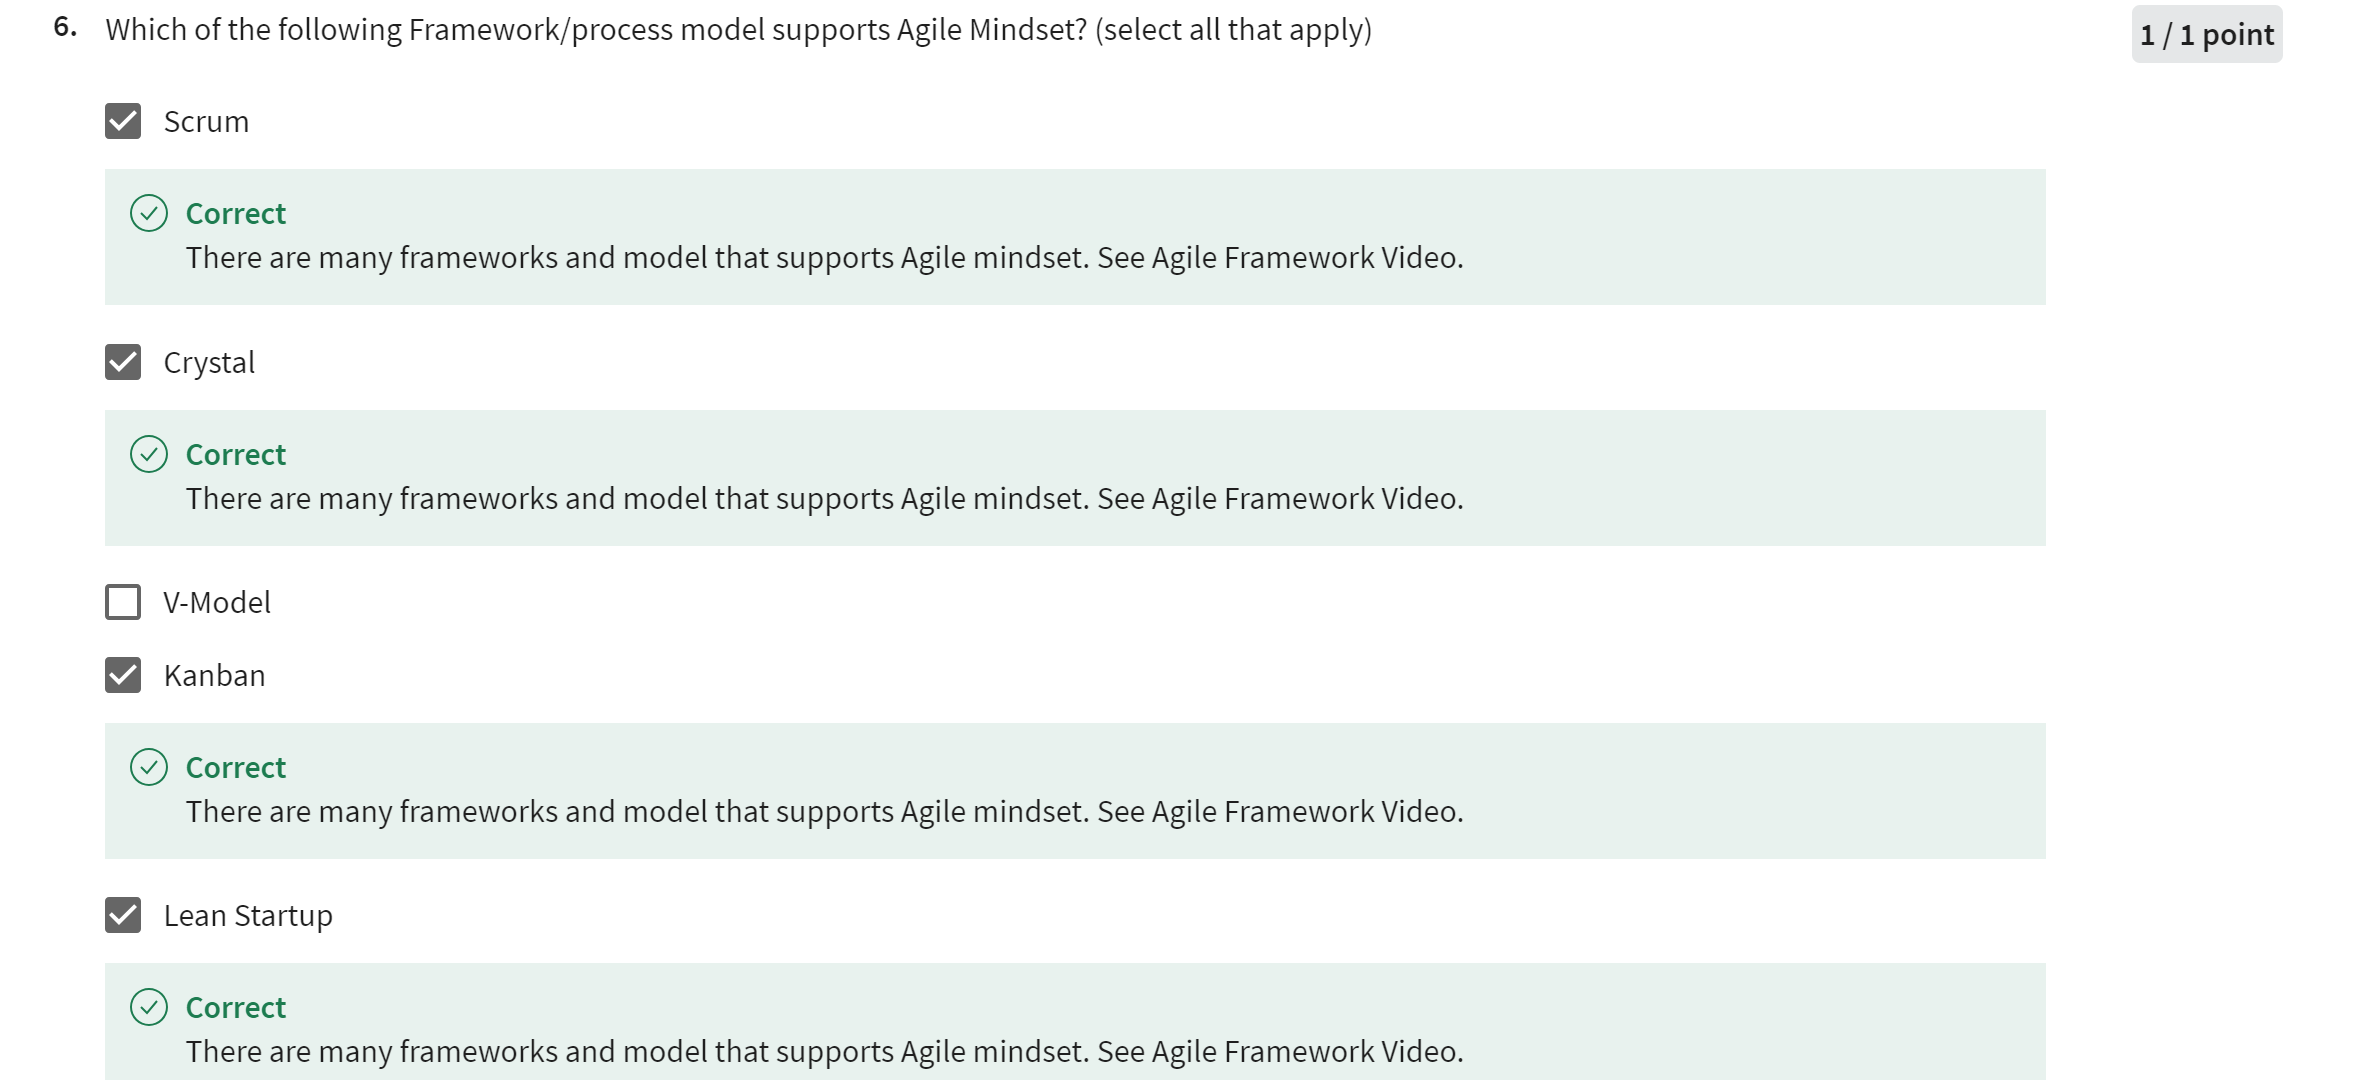 6. Which of the following Framework/process model supports Agile Mindset? (select all that apply)
1 / 1 point
Scrum
Correct
There are many frameworks and model that supports Agile mindset. See Agile Framework Video.
Crystal
Correct
There are many frameworks and model that supports Agile mindset. See Agile Framework Video.
V-Model
Kanban
Correct
There are many frameworks and model that supports Agile mindset. See Agile Framework Video.
Lean Startup
Correct
There are many frameworks and model that supports Agile mindset. See Agile Framework Video.